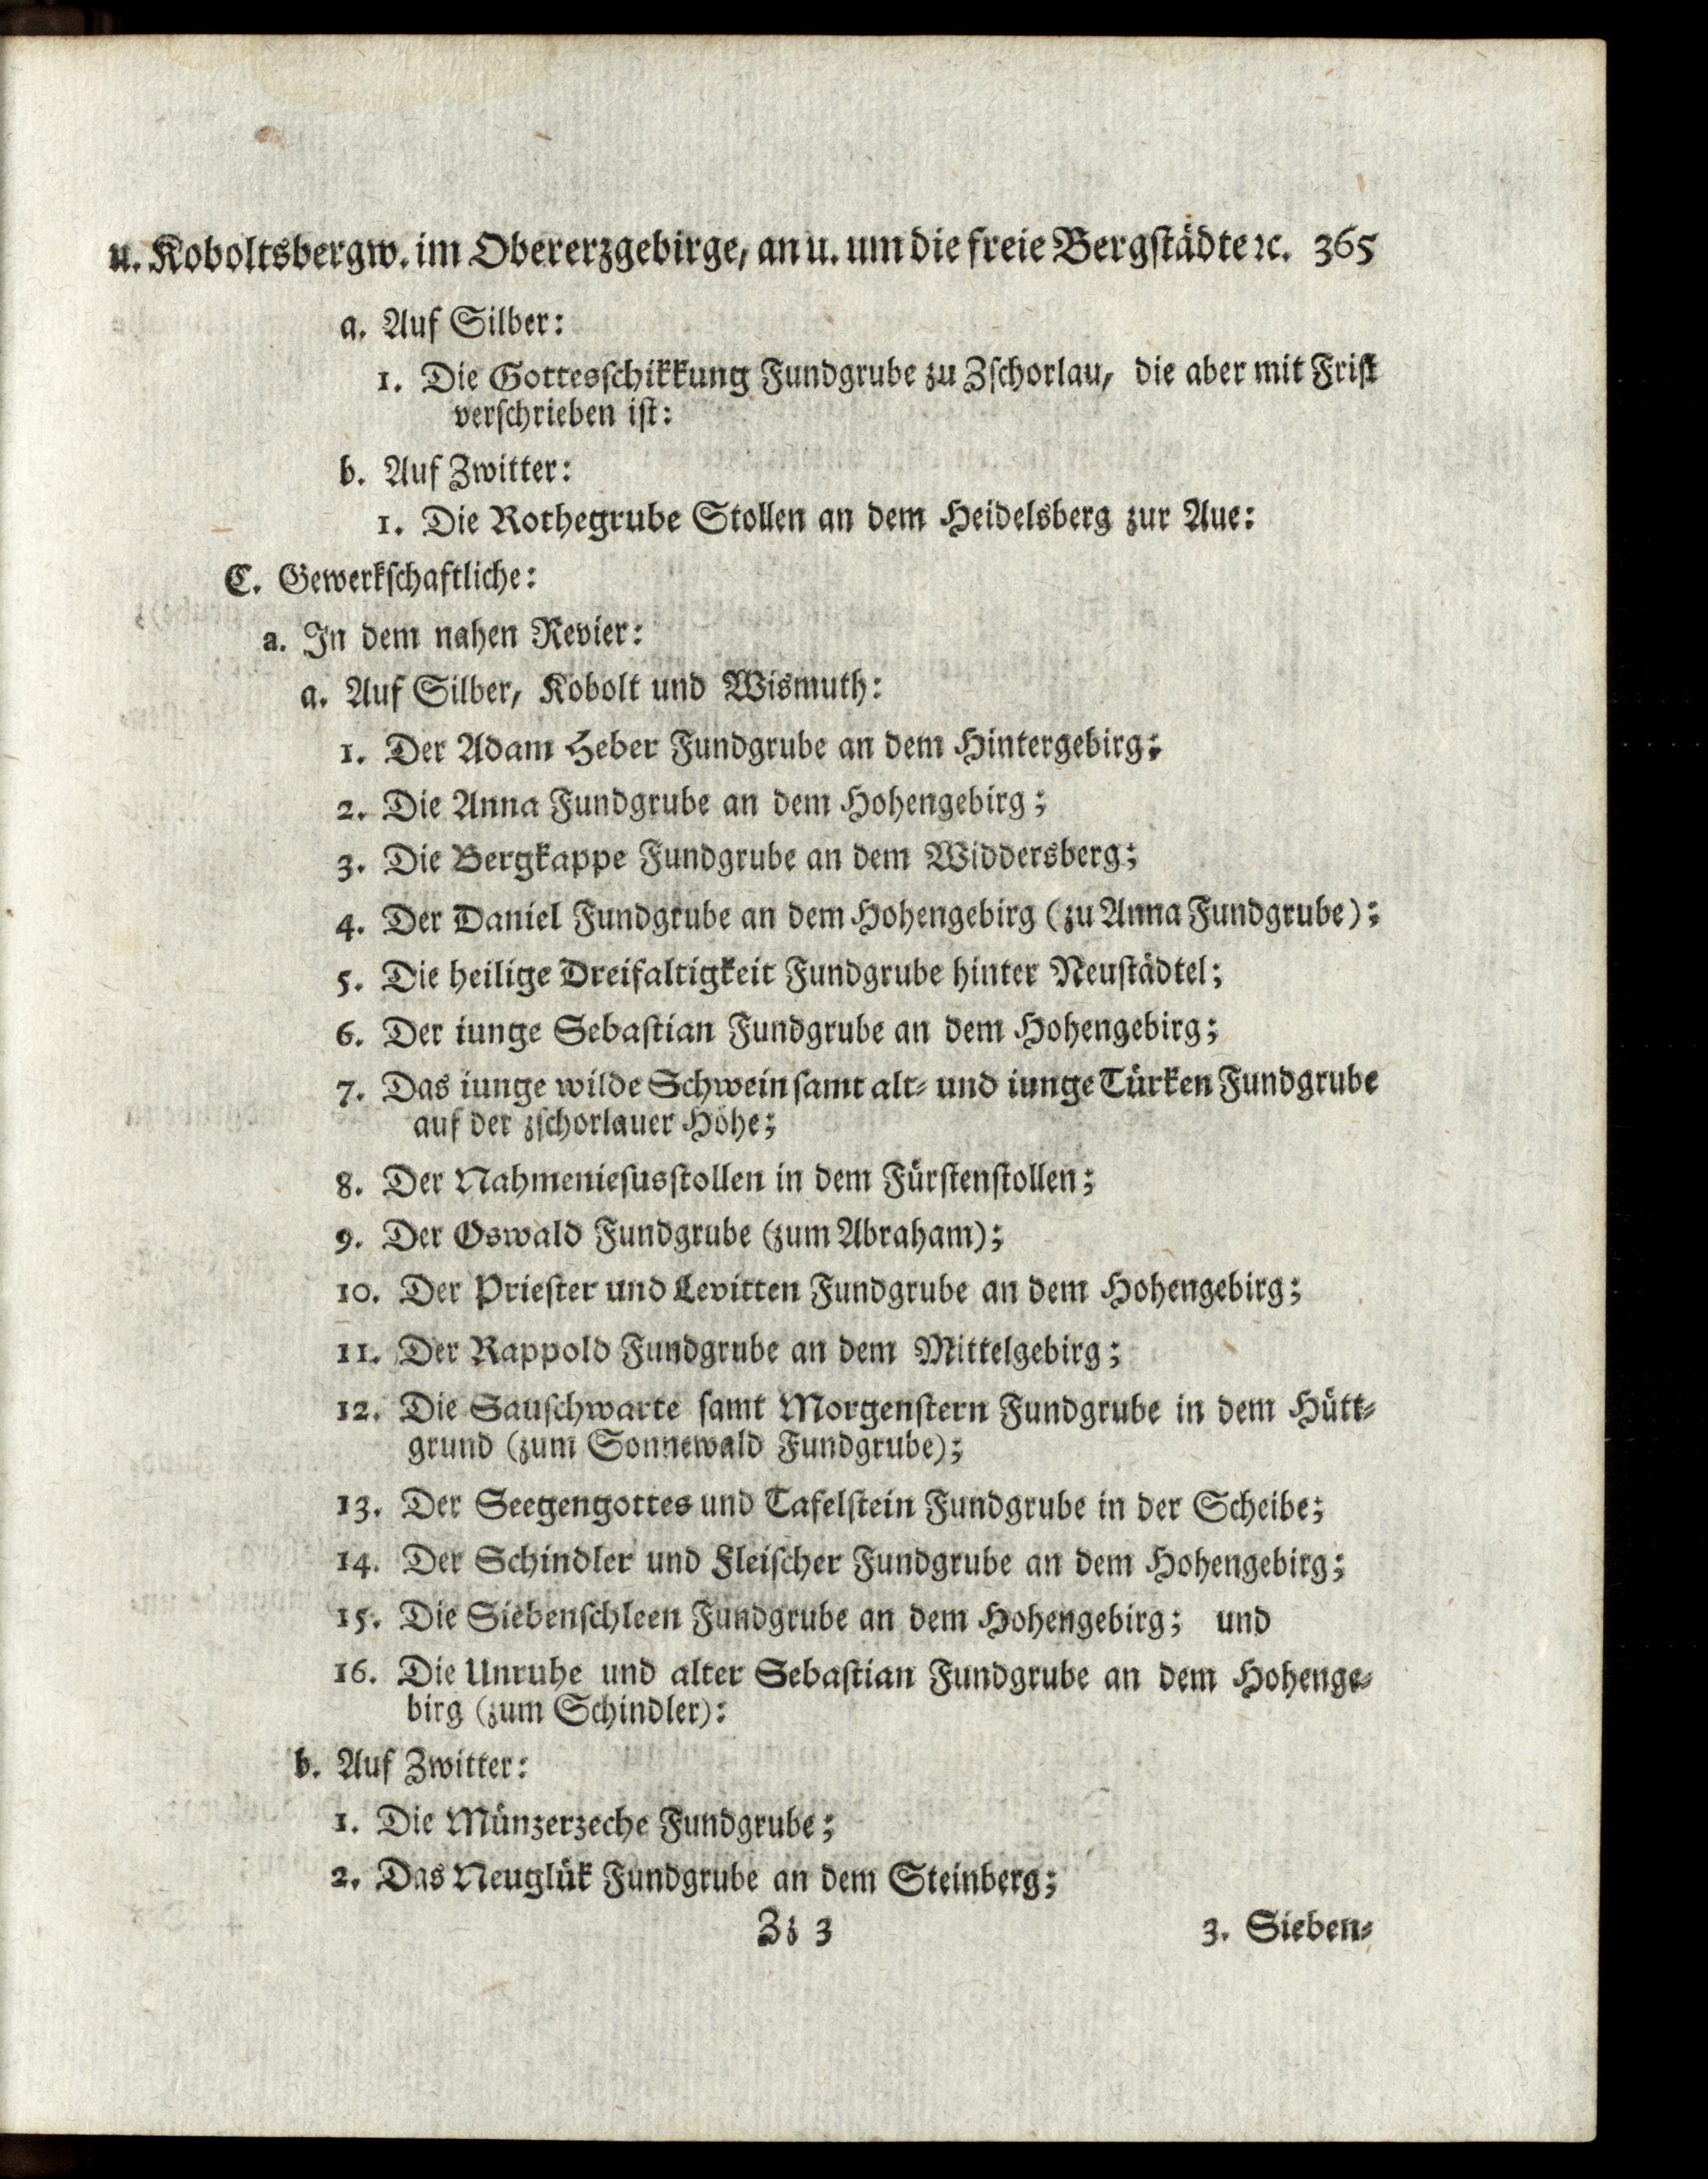 u. Koboltsbergw. im Obererzgebirge, an u. um die freie Bergstädte ꝛc. 365
a. Auf Silber:
1. Die Gottesschikkung Fundgrube zu Zschorlau, die aber mit Frist
verschrieben ist:
b. Auf Zwitter:
1. Die Rothegrube Stollen an dem Heidelsberg zur Aue:
C. Gewerkschaftliche:
a. In dem nahen Revier:
a. Auf Silber, Kobolt und Wismuth:
1. Der Adam Heber Fundgrube an dem Hintergebirg;
2. Die Anna Fundgrube an dem Hohengebirg;
3. Die Bergkappe Fundgrube an dem Widdersberg;
4. Der Daniel Fundgrube an dem Hohengebirg (zu Anna Fundgrube);
5. Die heilige Dreifaltigkeit Fundgrube hinter Neustädtel;
6. Der iunge Sebastian Fundgrube an dem Hohengebirg;
7. Das iunge wilde Schwein samt alt- und iunge Türken Fundgrube
auf der zschorlauer Höhe;
8. Der Nahmeniesusstollen in dem Fürstenstollen;
9. Der Oswald Fundgrube (zum Abraham);
10. Der Priester und Levitten Fundgrube an dem Hohengebirg;
11. Der Rappold Fundgrube an dem Mittelgebirg;
12. Die Sauschwarte samt Morgenstern Fundgrube in dem Hütt-
grund (zum Sonnewald Fundgrube);
13. Der Seegengottes und Tafelstein Fundgrube in der Scheibe;
14. Der Schindler und Fleischer Fundgrube an dem Hohengebirg;
15. Die Siebenschleen Fundgrube an dem Hohengebirg; und
16. Die Unruhe und alter Sebastian Fundgrube an dem Hohenge-
birg (zum Schindler):
b. Auf Zwitter:
1. Die Münzerzeche Fundgrube;
2. Das Neuglük Fundgrube an dem Steinberg;
Zz 3 3. Sieben-